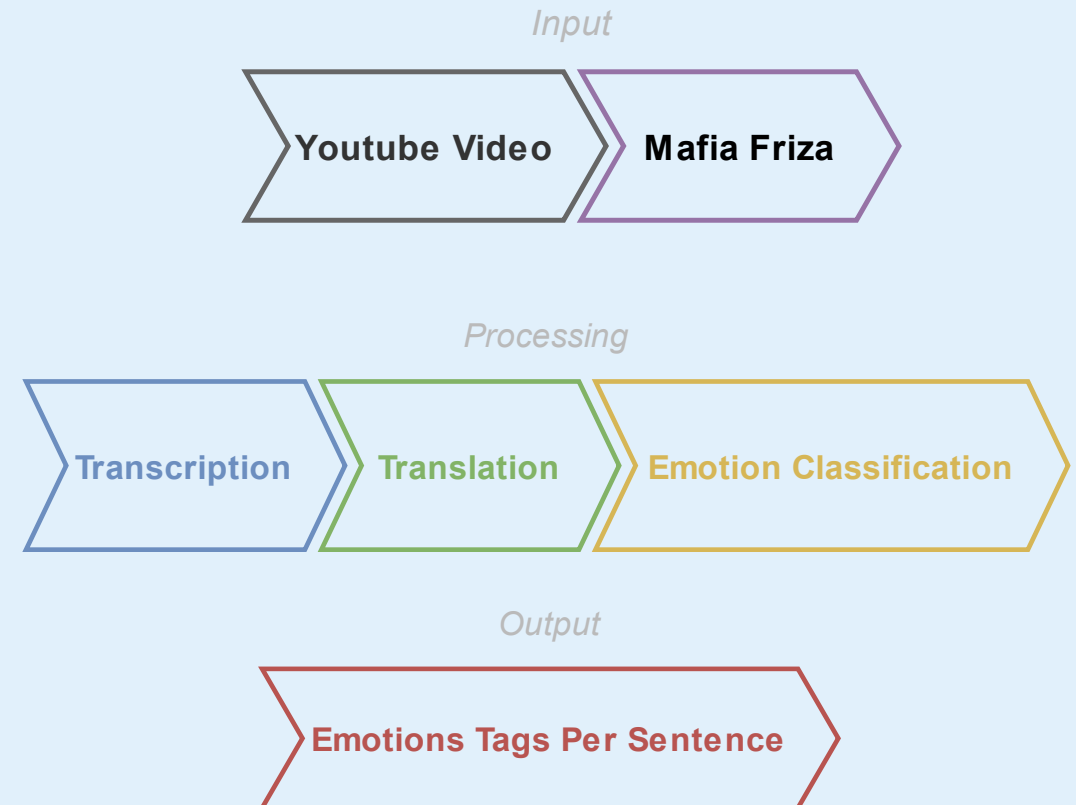 Input
Youtube Video
Mafia Friza
Processing
Transcription
Translation
Emotion Classification
Output
Emotions Tags Per Sentence